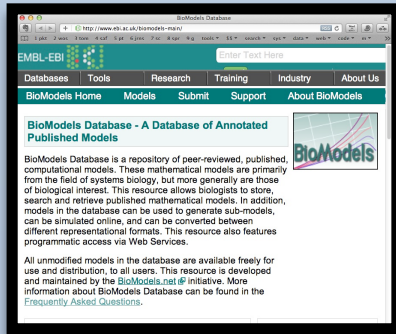 BioModels Database
http://www.ebi.ac.uk/biomodels-main/
EMBL-EBI
Enter Text Here
Databases Tools Research Training Industry About Us
BioModels Home Models Submit Support About BioModels
BioModels Database - A Database of Annotated
Published Models
BioModels
BioModels Database is a repository of peer-reviewed, published,
computational models. These mathematical models are primarily
from the field of systems biology, but more generally are those
of biological interest. This resource allows biologists to store,
search and retrieve published mathematical models. In addition,
models in the database can be used to generate sub-models,
can be simulated online, and can be converted between
different representational formats. This resource also features
programmatic access via Web Services.
All unmodified models in the database are available freely for
use and distribution, to all users. This resource is developed
and maintained by the BioModels.net initiative. More
information about BioModels Database can be found in the
Frequently Asked Questions.